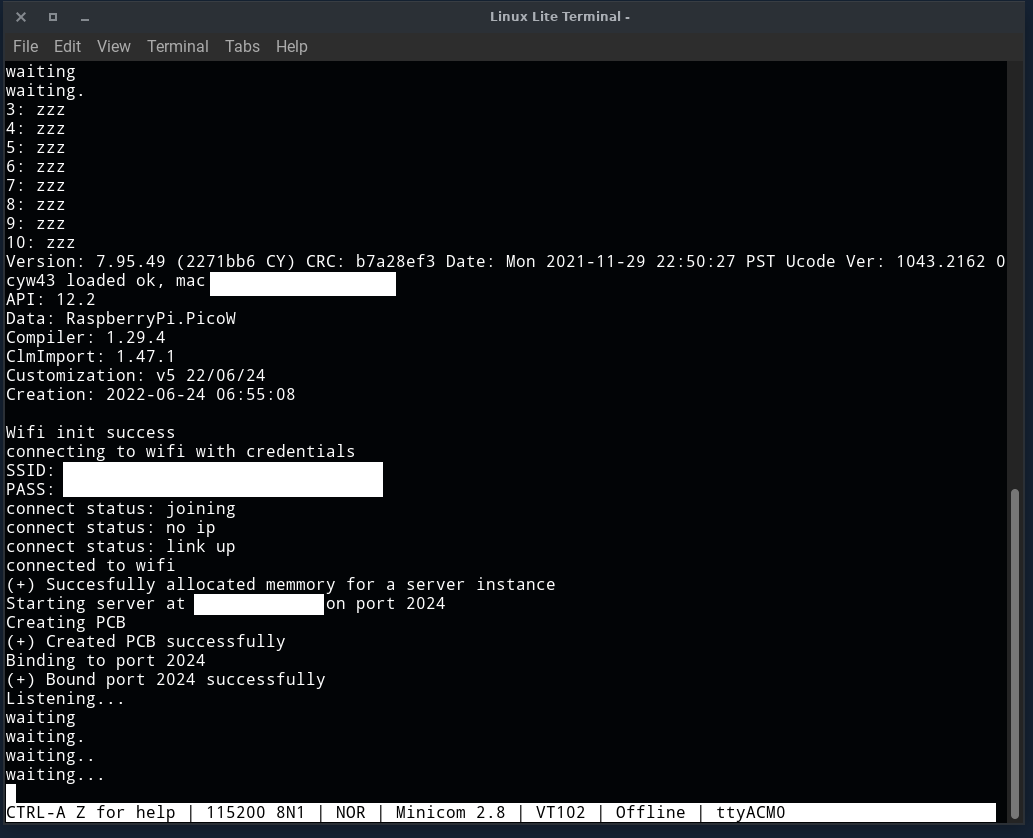 Linux Lite Terminal -
File Edit View Terminal Tabs Help
waiting
waiting.
3: zzz
4: zzz
5: zzz
6: zzz
7: zzz
8: zzz
9: zzz
10: zzz
Version: 7.95.49 (2271bb6 CY) CRC: b7a28ef3 Date: Mon 2021-11-29 22:50:27 PST Ucode Ver: 1043.2162 0
cyw43 loaded ok, mac
API: 12.2
Data: RaspberryPi.PicoW
Compiler: 1.29.4
ClmImport: 1.47.1
Customization: v5 22/06/24
Creation: 2022-06-24 06:55:08
Wifi init success
connecting to wifi with credentials
SSID:
PASS:
connect status: joining
connect status: no ip
connect status: link up
connected to wifi
(+) Succesfully allocated memmory for a server instance
Starting server at on port 2024
Creating PCB
(+) Created PCB successfully
Binding to port 2024
(+) Bound port 2024 successfully
Listening...
waiting
waiting.
waiting..
waiting...
CTRL-A Z for help | 115200 8N1 | NOR | Minicom 2.8 | VT102 | Offline | ttyACM0